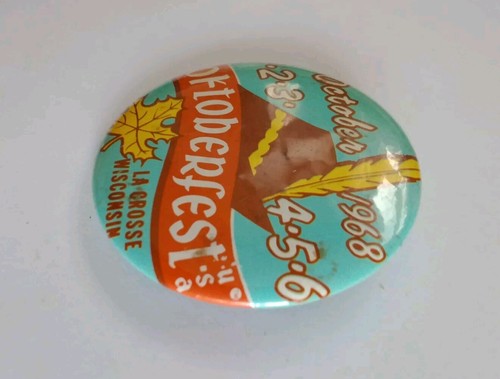 October 1968
·2·3· 4·5·6
Oktoberfest
u·s·a
LA CROSSE
WISCONSIN